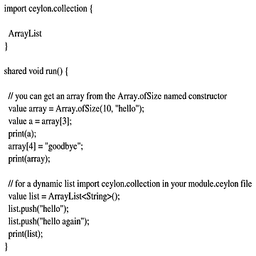 import ceylon.collection {
ArrayList
}
shared void run() {
// you can get an array from the Array.ofSize named constructor
value array = Array.ofSize(10, "hello");
value a = array[3];
print(a);
array[4] = "goodbye";
print(array);
// for a dynamic list import ceylon.collection in your module.ceylon file
value list = ArrayList<String>();
list.push("hello");
list.push("hello again");
print(list);
}